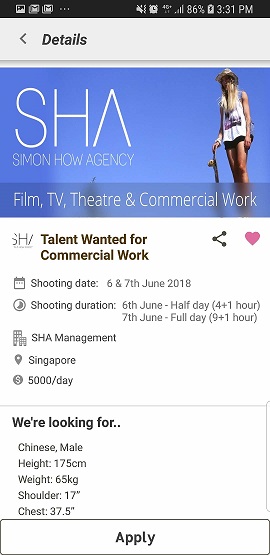 86% 3:31 PM
Details
SHA
SIMON HOW AGENCY
Film, TV, Theatre & Commercial Work
SHA
Talent Wanted for
Commercial Work
Shooting date: 6 & 7th June 2018
Shooting duration: 6th June - Half day (4+1 hour)
7th June - Full day (9+1 hour)
SHA Management
Singapore
5000/day
We're looking for..
Chinese, Male
Height: 175cm
Weight: 65kg
Shoulder: 17”
Chest: 37.5”
Apply